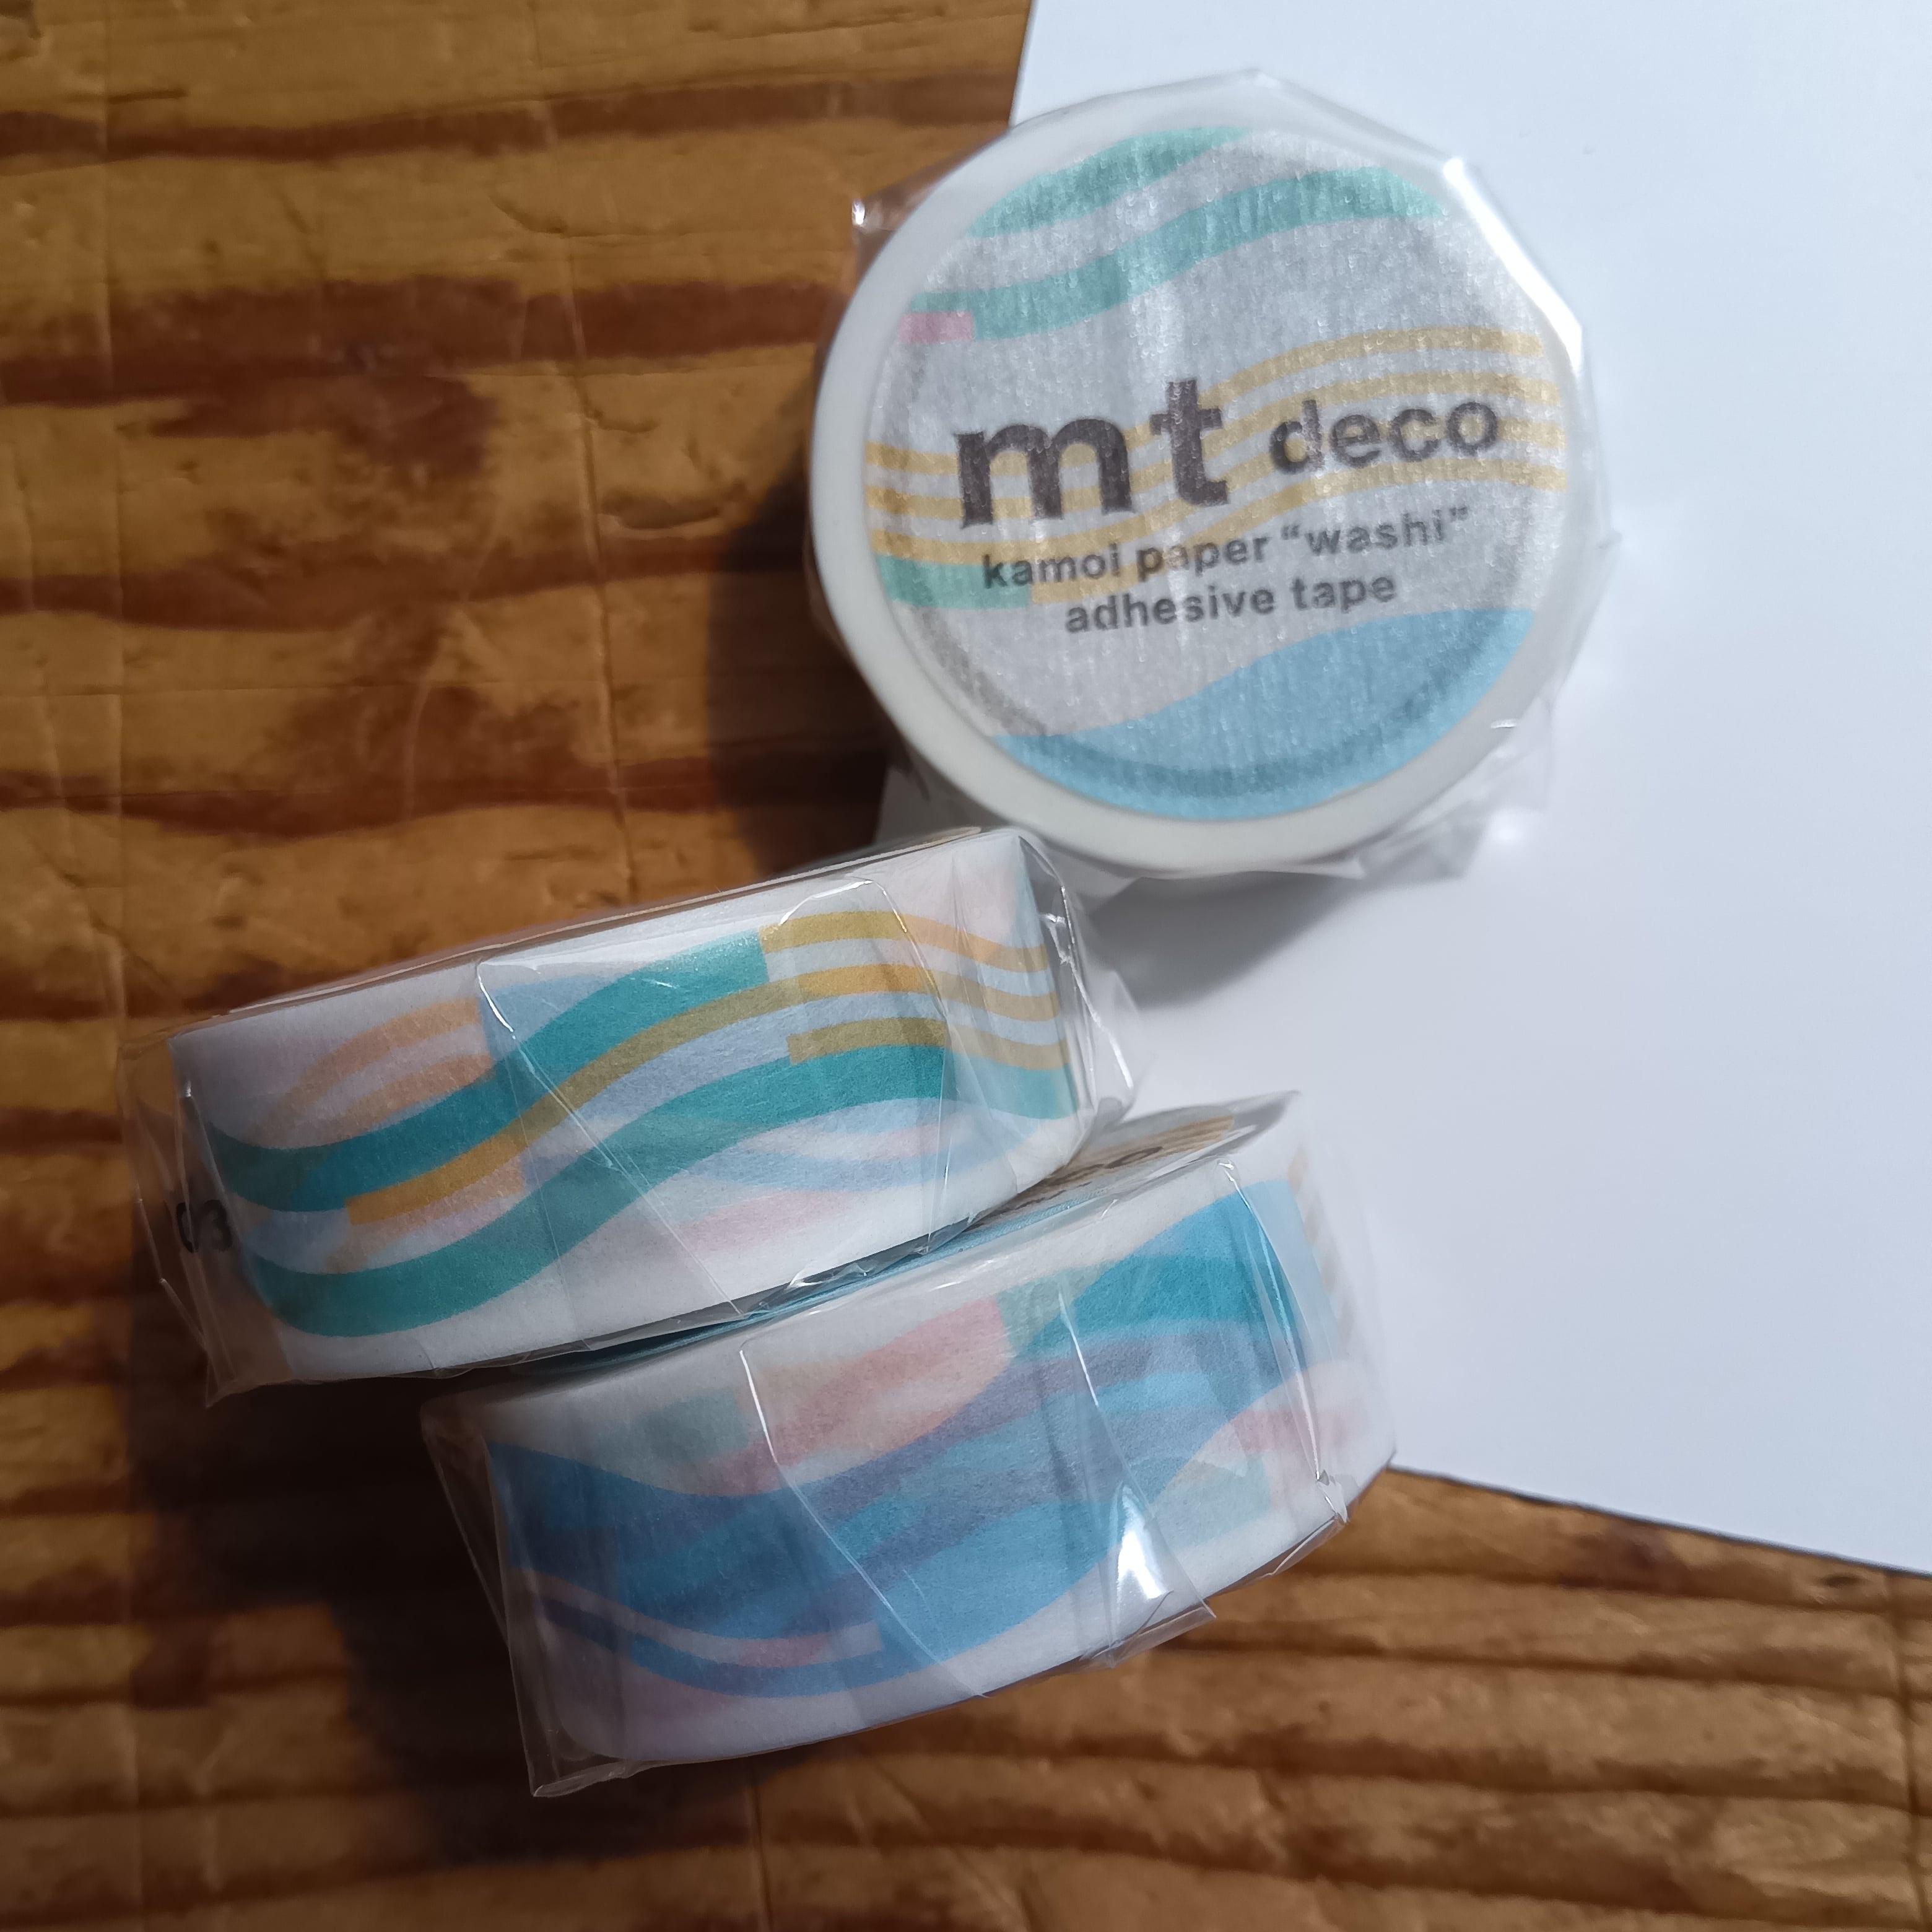 mt deco
kamoi paper “washi”
adhesive tape